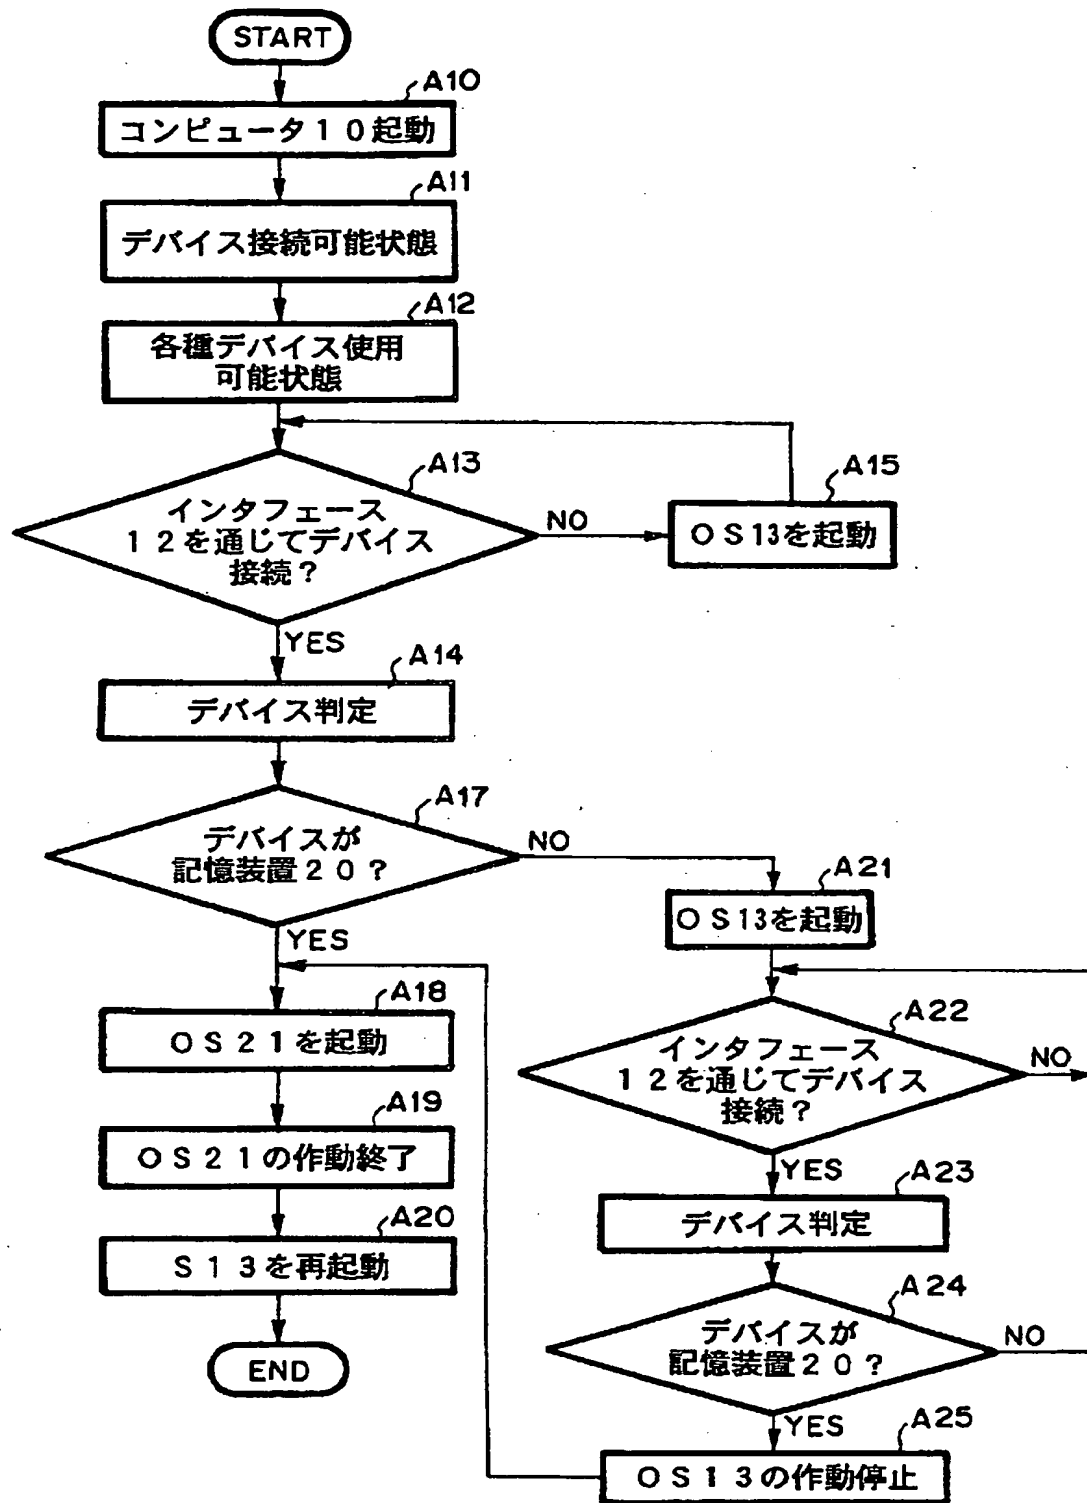 START
A10
コンピュータ10起動
A11
デバイス接続可能状態
A12
各種デバイス使用
可能状態
A13
インタフェース
12を通じてデバイス
接続？
NO
A15
OS13を起動
YES
A14
デバイス判定
A17
デバイスが
記憶装置20？
NO
A21
OS13を起動
YES
A18
OS21を起動
A22
インタフェース
12を通じてデバイス
接続？
NO
A19
OS21の作動終了
YES
A23
デバイス判定
A20
S13を再起動
A24
デバイスが
記憶装置20？
NO
END
YES
A25
OS13の作動停止